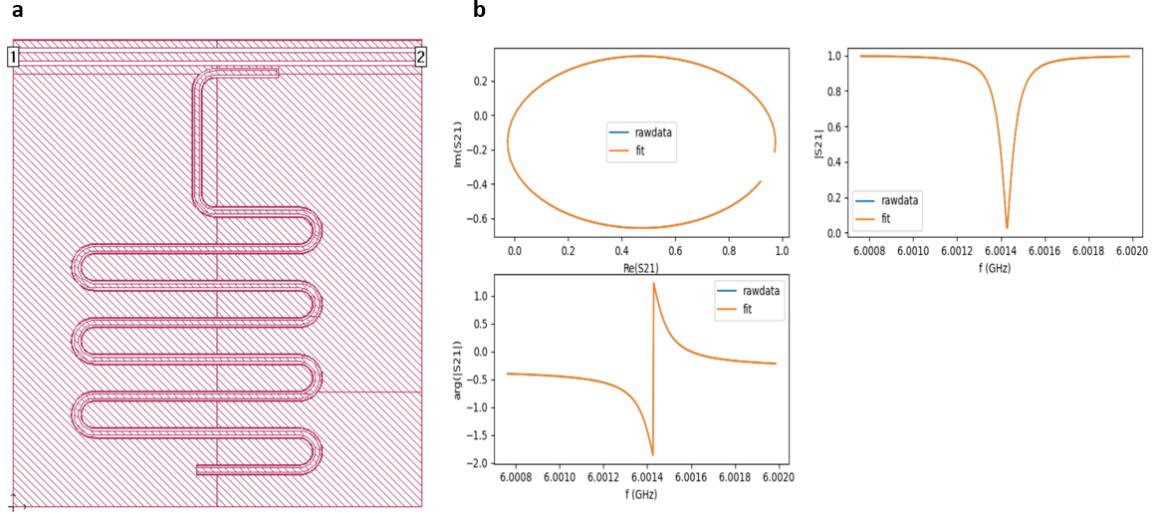 a
b
1
2
Im(S21)
0.2
0.0
−0.2
−0.4
−0.6
rawdata
fit
0.0 0.2 0.4 0.6 0.8 1.0
Re(S21)
|S21|
1.0
0.8
0.6
0.4
0.2
0.0
rawdata
fit
6.0008 6.0010 6.0012 6.0014 6.0016 6.0018 6.0020
f (GHz)
arg(|S21|)
1.0
0.5
0.0
−0.5
−1.0
−1.5
−2.0
rawdata
fit
6.0008 6.0010 6.0012 6.0014 6.0016 6.0018 6.0020
f (GHz)